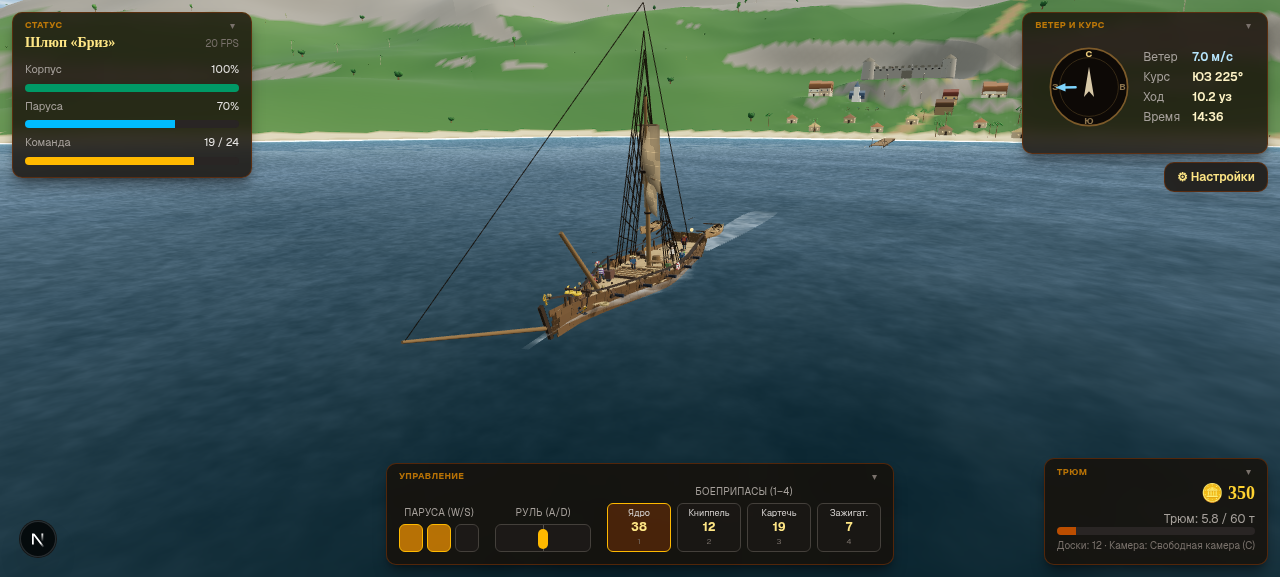 СТАТУС ▼
Шлюп «Бриз» 20 FPS
Корпус 100%
Паруса 70%
Команда 19 / 24
ВЕТЕР И КУРС ▼
С
З В
Ю
Ветер 7.0 м/с
Курс ЮЗ 225°
Ход 10.2 уз
Время 14:36
⚙ Настройки
УПРАВЛЕНИЕ ▼
БОЕПРИПАСЫ (1–4)
ПАРУСА (W/S) РУЛЬ (A/D)
Ядро Книппель Картечь Зажигат.
38 12 19 7
1 2 3 4
ТРЮМ ▼
350
Трюм: 5.8 / 60 т
Доски: 12 · Камера: Свободная камера (C)
N